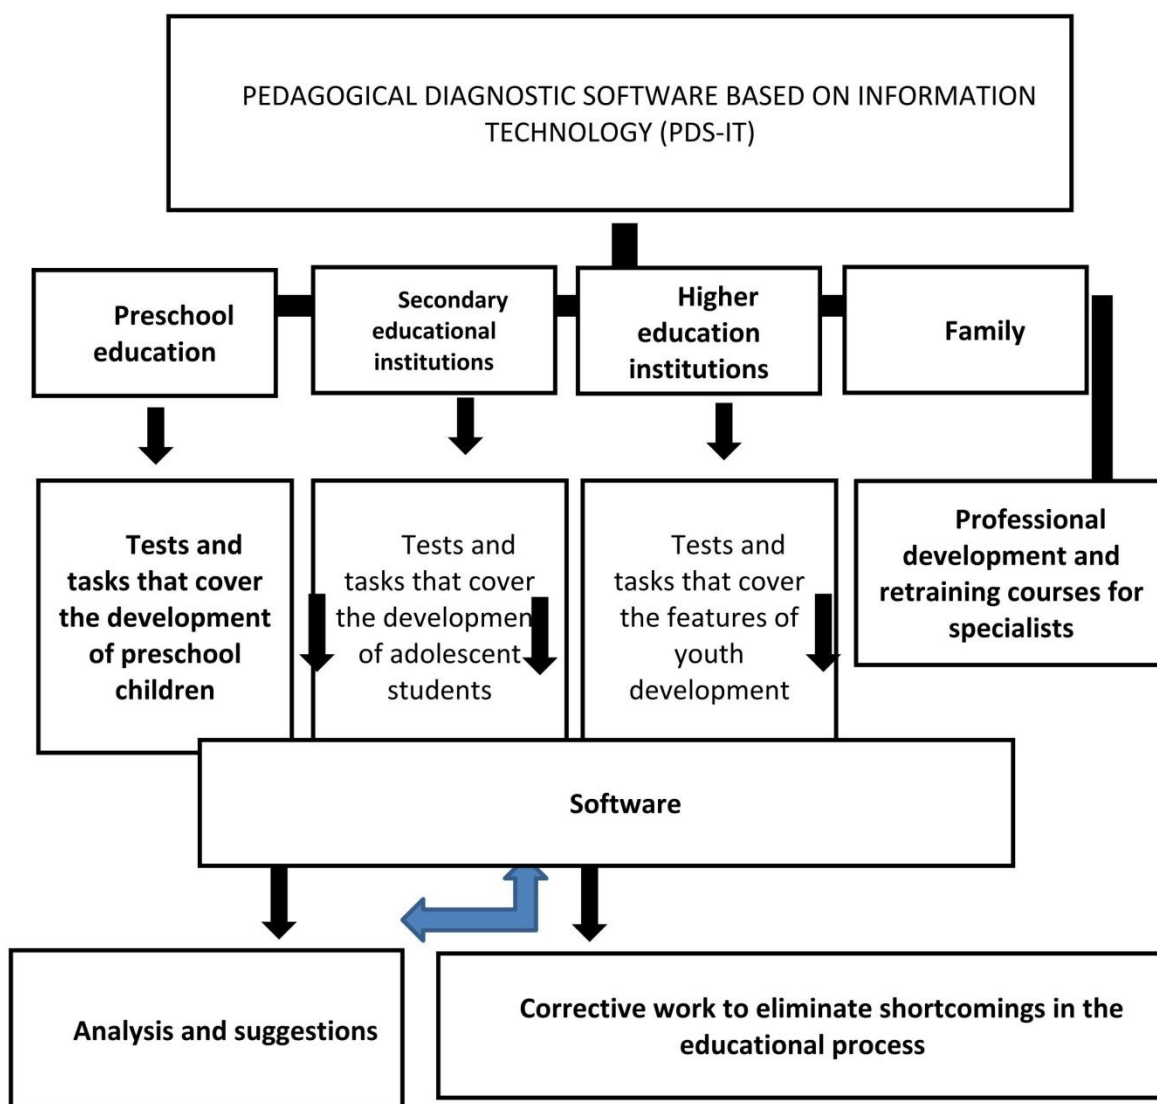 PEDAGOGICAL DIAGNOSTIC SOFTWARE BASED ON INFORMATION
TECHNOLOGY (PDS-IT)
Preschool
education
Secondary
educational
institutions
Higher
education
institutions
Family
Tests and
tasks that cover
the development
of preschool
children
Tests and
tasks that cover
the development
of adolescent
students
Tests and
tasks that cover
the features of
youth
development
Professional
development and
retraining courses for
specialists
Software
Analysis and suggestions
Corrective work to eliminate shortcomings in the
educational process